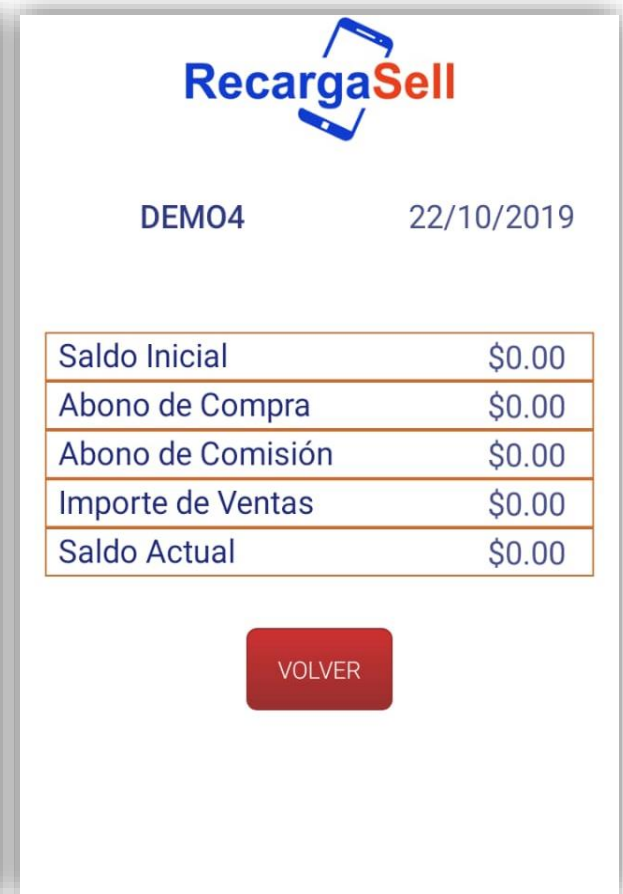 RecargaSell
DEMO4 22/10/2019
Saldo Inicial $0.00
Abono de Compra $0.00
Abono de Comisión $0.00
Importe de Ventas $0.00
Saldo Actual $0.00
VOLVER